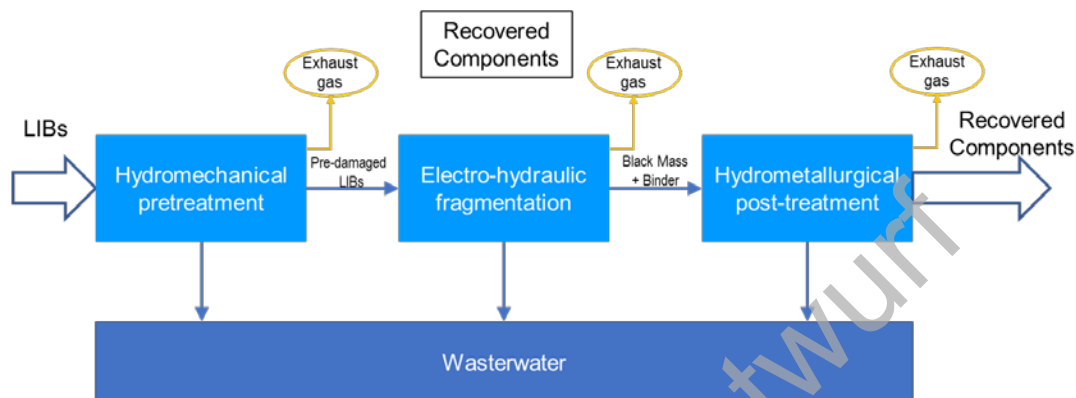 Recovered
Components
Exhaust
gas
Exhaust
gas
Exhaust
gas
LIBs
Hydromechanical
pretreatment
Pre-damaged
LIBs
Electro-hydraulic
fragmentation
Black Mass
+ Binder
Hydrometallurgical
post-treatment
Recovered
Components
Wasterwater
twurf